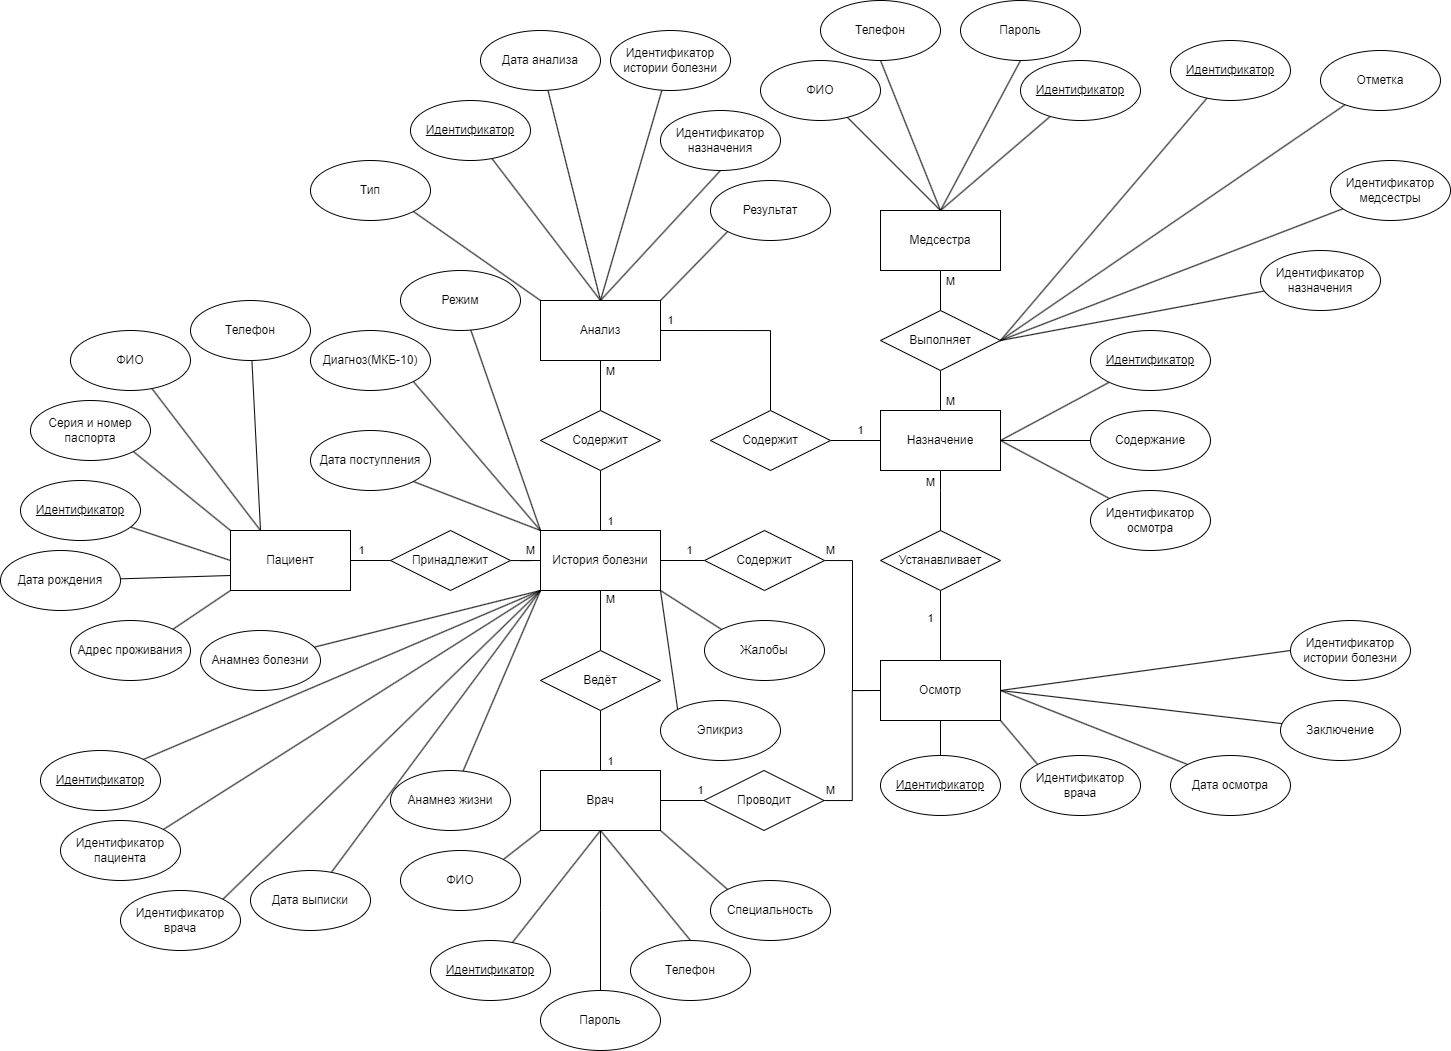 Телефон
Пароль
Дата анализа
Идентификатор
истории болезни
Идентификатор
Отметка
ФИО
Идентификатор
Идентификатор
Идентификатор
назначения
Тип
Идентификатор
медсестры
Результат
Медсестра
Идентификатор
назначения
M
Режим
1
Анализ
Телефон
Выполняет
ФИО
Диагноз(МКБ-10)
Идентификатор
M
M
Серия и номер
паспорта
Содержит
Содержит
1
Назначение
Содержание
Дата поступления
M
Идентификатор
Идентификатор
осмотра
1
Пациент
1
Принадлежит
M
История болезни
1
Содержит
M
Устанавливает
Дата рождения
M
1
Адрес проживания
Анамнез болезни
Жалобы
Идентификатор
истории болезни
Ведёт
Осмотр
Эпикриз
Заключение
1
Идентификатор
Анамнез жизни
Врач
1
Проводит
M
Идентификатор
Идентификатор
врача
Дата осмотра
Идентификатор
пациента
ФИО
Дата выписки
Специальность
Идентификатор
врача
Идентификатор
Телефон
Пароль